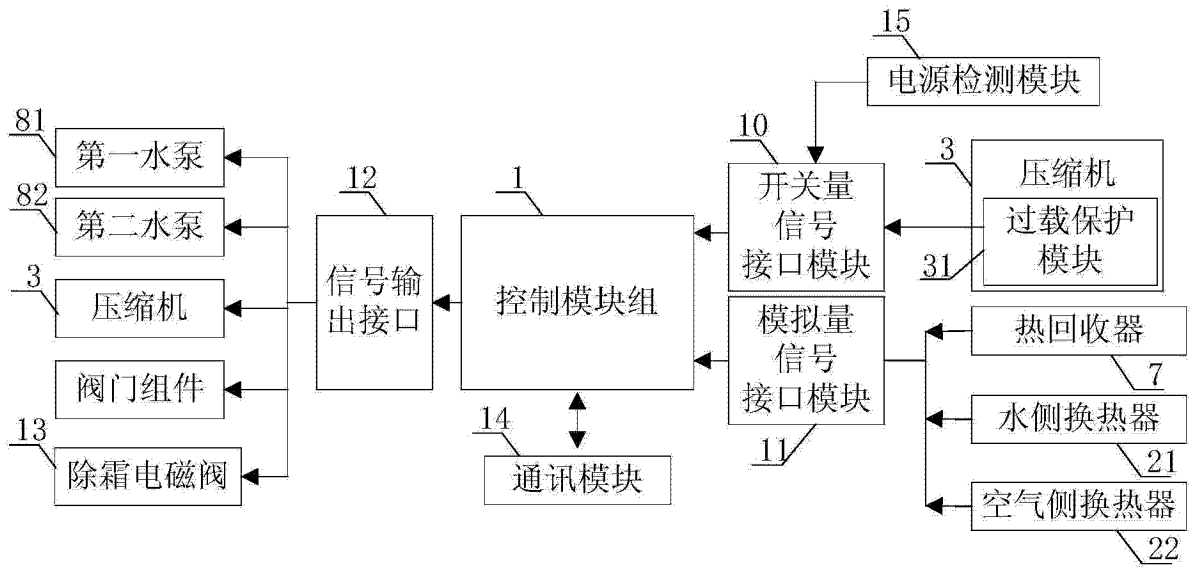 15
电源检测模块
81
第一水泵
82
第二水泵
3
压缩机
阀门组件
13
除霜电磁阀
12
信号输
出接口
1
控制模块组
14
通讯模块
10
开关量
信号
接口模块
模拟量
信号
接口模块
11
3
压缩机
过载保护
模块
31
热回收器
7
水侧换热器
21
空气侧换热器
22